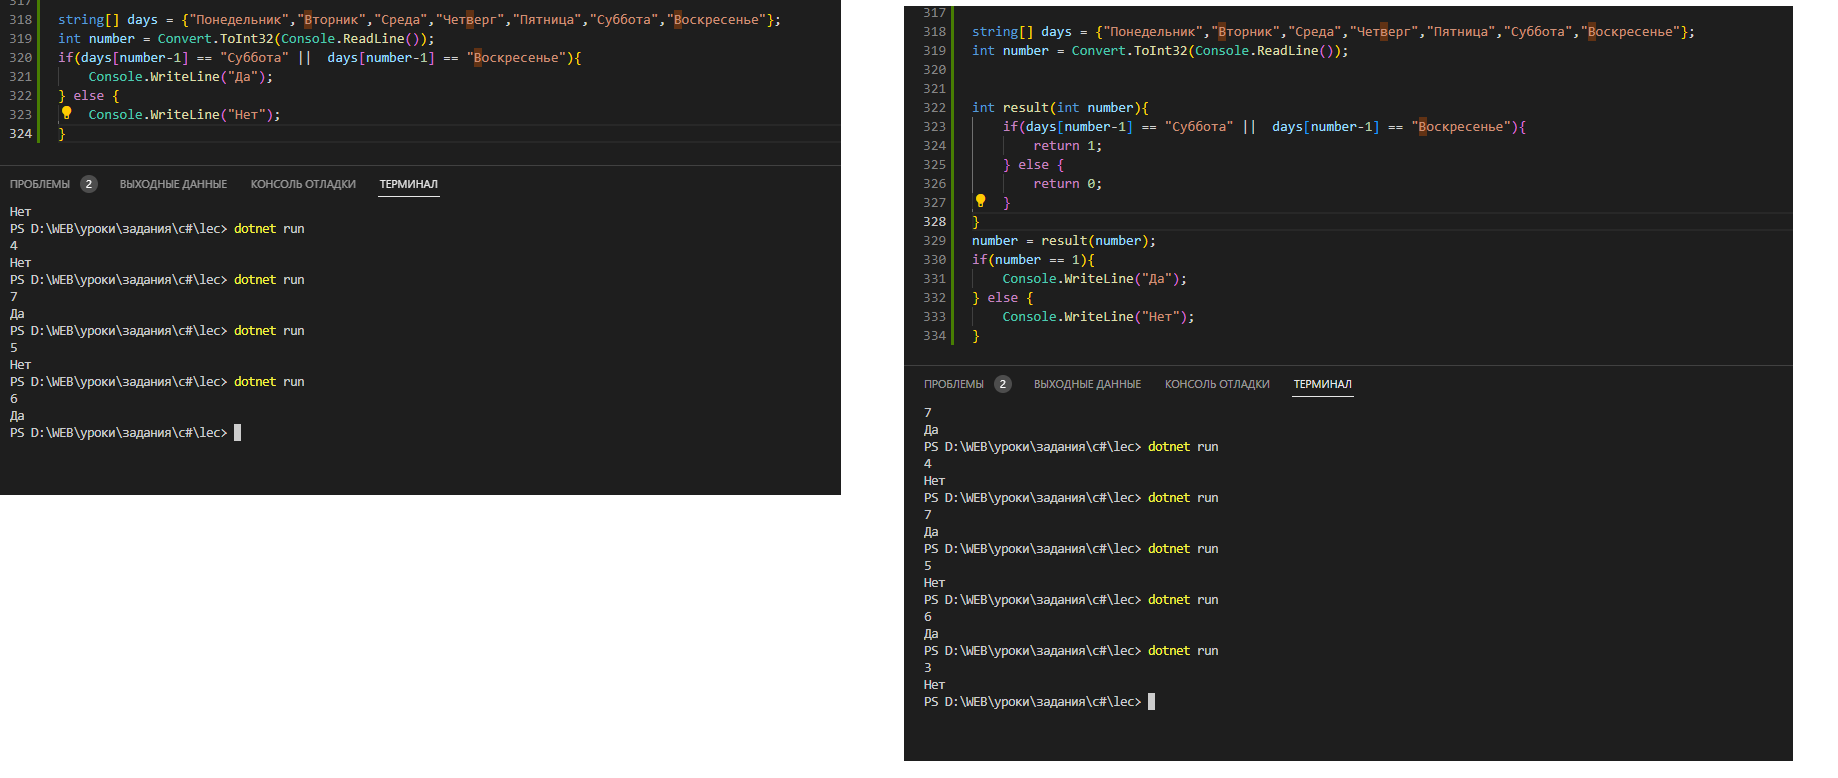 317
318 string[] days = {"Понедельник","Вторник","Среда","Четверг","Пятница","Суббота","Воскресенье"};
319 int number = Convert.ToInt32(Console.ReadLine());
320 if(days[number-1] == "Суббота" ||  days[number-1] == "Воскресенье"){
321     Console.WriteLine("Да");
322 } else {
323     Console.WriteLine("Нет");
324 }
ПРОБЛЕМЫ 2 ВЫХОДНЫЕ ДАННЫЕ КОНСОЛЬ ОТЛАДКИ ТЕРМИНАЛ
Нет
PS D:\WEB\уроки\задания\c#\lec> dotnet run
4
Нет
PS D:\WEB\уроки\задания\c#\lec> dotnet run
7
Да
PS D:\WEB\уроки\задания\c#\lec> dotnet run
5
Нет
PS D:\WEB\уроки\задания\c#\lec> dotnet run
6
Да
PS D:\WEB\уроки\задания\c#\lec>
317
318 string[] days = {"Понедельник","Вторник","Среда","Четверг","Пятница","Суббота","Воскресенье"};
319 int number = Convert.ToInt32(Console.ReadLine());
320
321
322 int result(int number){
323     if(days[number-1] == "Суббота" ||  days[number-1] == "Воскресенье"){
324         return 1;
325     } else {
326         return 0;
327     }
328 }
329 number = result(number);
330 if(number == 1){
331     Console.WriteLine("Да");
332 } else {
333     Console.WriteLine("Нет");
334 }
ПРОБЛЕМЫ 2 ВЫХОДНЫЕ ДАННЫЕ КОНСОЛЬ ОТЛАДКИ ТЕРМИНАЛ
7
Да
PS D:\WEB\уроки\задания\c#\lec> dotnet run
4
Нет
PS D:\WEB\уроки\задания\c#\lec> dotnet run
7
Да
PS D:\WEB\уроки\задания\c#\lec> dotnet run
5
Нет
PS D:\WEB\уроки\задания\c#\lec> dotnet run
6
Да
PS D:\WEB\уроки\задания\c#\lec> dotnet run
3
Нет
PS D:\WEB\уроки\задания\c#\lec>